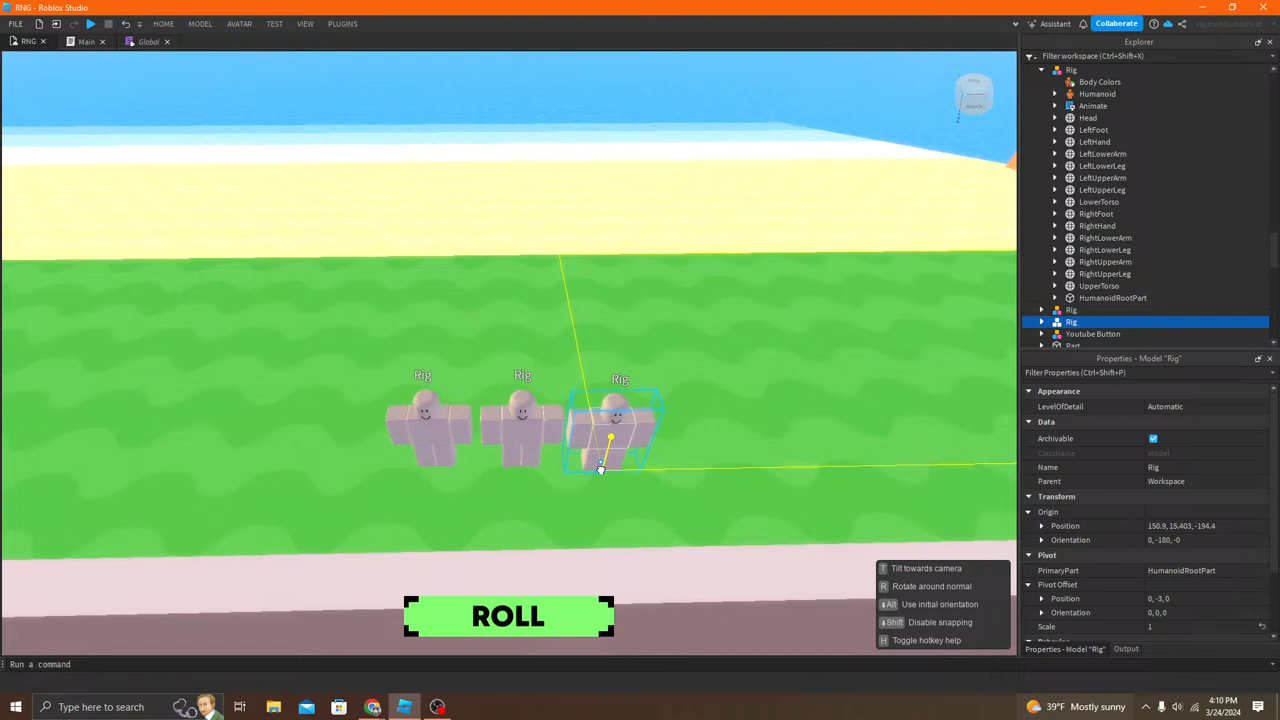 RNG - Roblox Studio
FILE HOME MODEL AVATAR TEST VIEW PLUGINS
Assistant Collaborate
RNG Main Global
Explorer
Filter workspace (Ctrl+Shift+X)
Rig
Body Colors
Humanoid
Animate
Head
LeftFoot
LeftHand
LeftLowerArm
LeftLowerLeg
LeftUpperArm
LeftUpperLeg
LowerTorso
RightFoot
RightHand
RightLowerArm
RightLowerLeg
RightUpperArm
RightUpperLeg
UpperTorso
HumanoidRootPart
Rig
Rig
Youtube Button
Part
Properties - Model "Rig"
Filter Properties (Ctrl+Shift+P)
Appearance
LevelOfDetail Automatic
Data
Archivable
ClassName Model
Name Rig
Parent Workspace
Transform
Origin
Position 150.9, 15.403, -194.4
Orientation 0, -180, -0
Pivot
PrimaryPart HumanoidRootPart
Pivot Offset
Position 0, -3, 0
Orientation 0, 0, 0
Scale 1
Properties - Model "Rig" Output
Rig Rig Rig
T Tilt towards camera
R Rotate around normal
Alt Use initial orientation
Shift Disable snapping
H Toggle hotkey help
ROLL
Run a command
Type here to search
39°F Mostly sunny
4:10 PM
3/24/2024